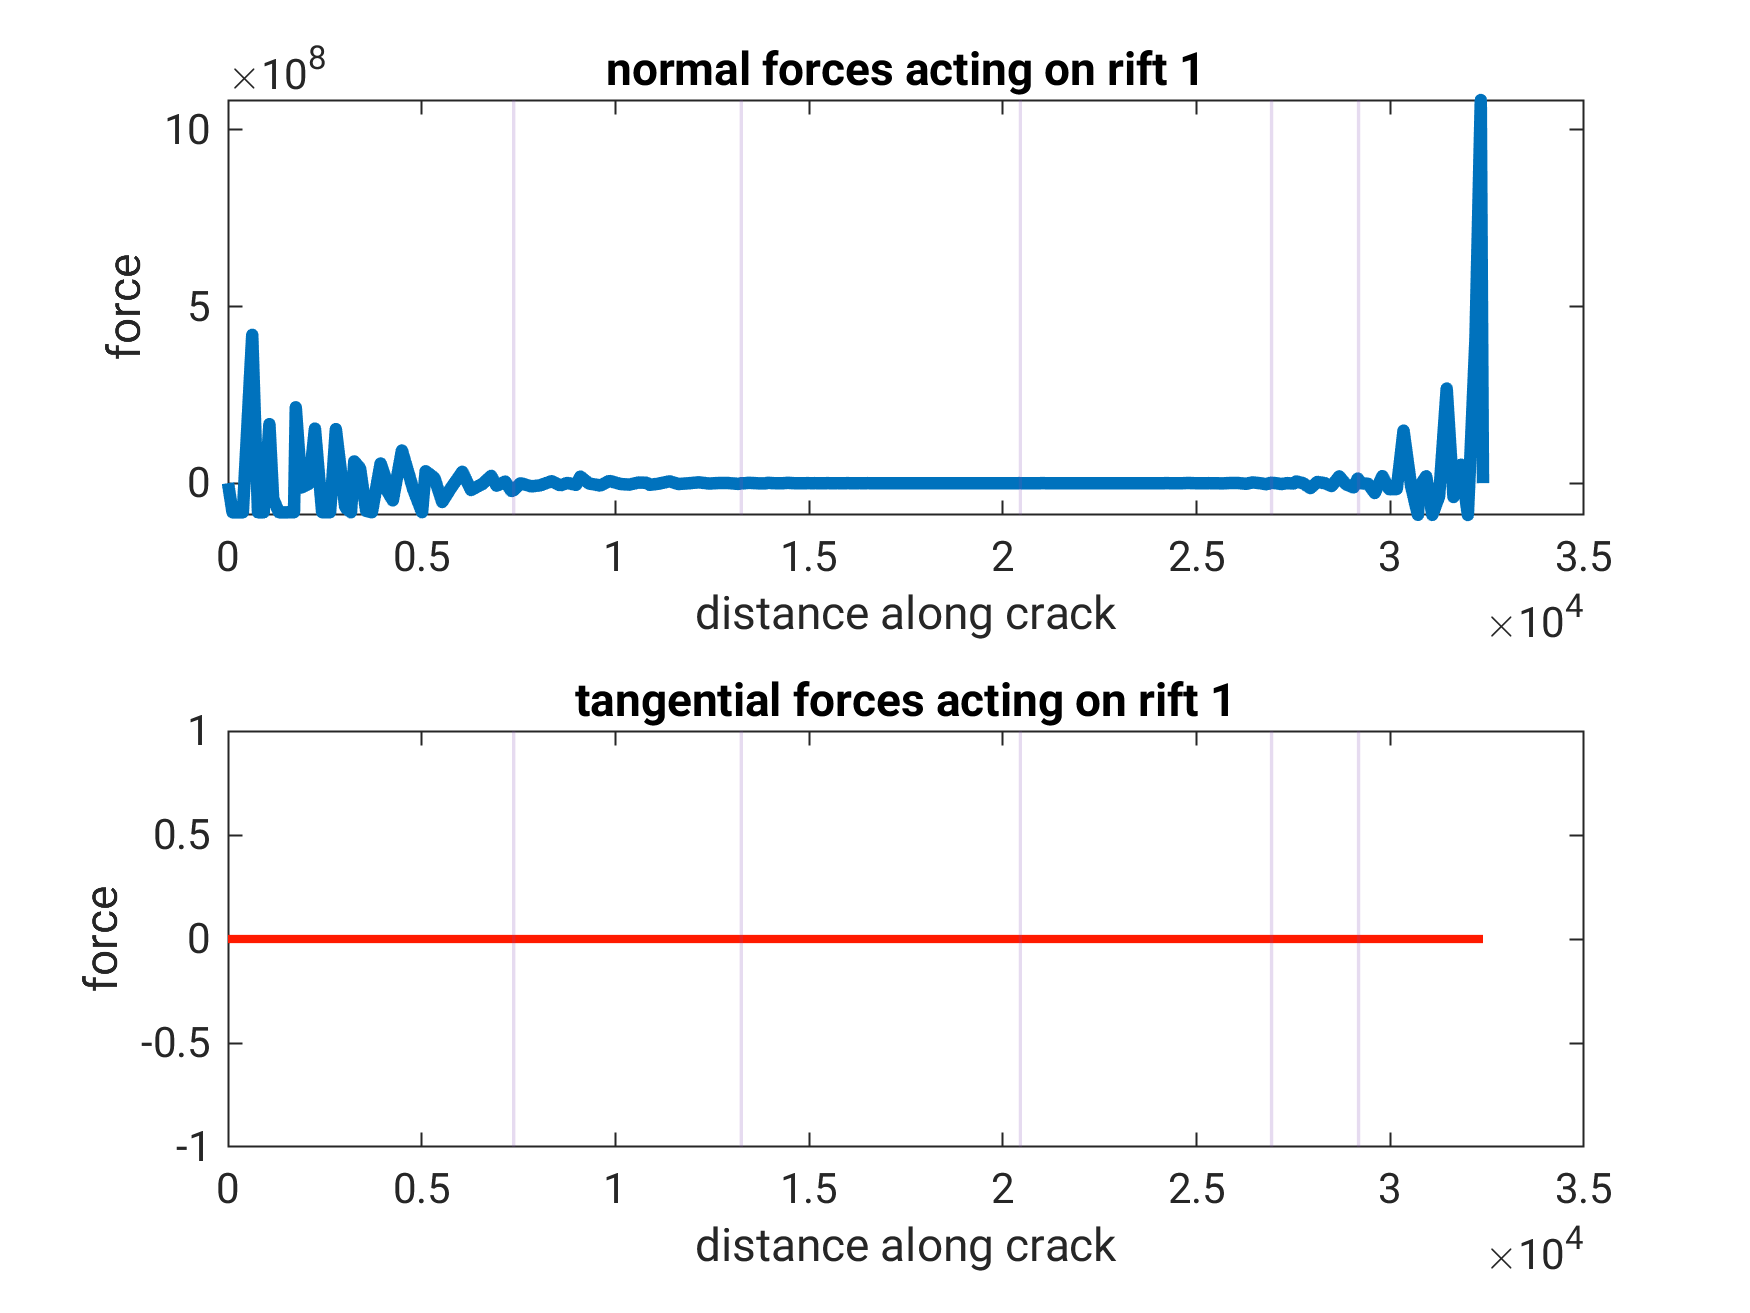 ×10^8
normal forces acting on rift 1
10
5
0
force
0 0.5 1 1.5 2 2.5 3 3.5
distance along crack
×10^4
tangential forces acting on rift 1
1
0.5
0
-0.5
-1
force
0 0.5 1 1.5 2 2.5 3 3.5
distance along crack
×10^4